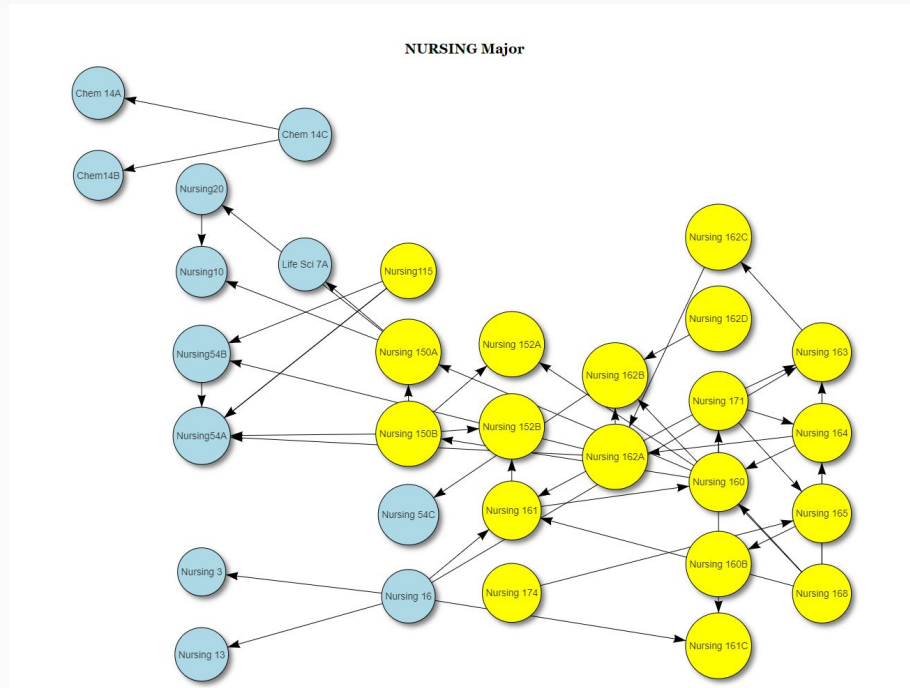 NURSING Major
Chem 14A
Chem 14C
Chem14B
Nursing20
Nursing 162C
Life Sci 7A
Nursing10
Nursing115
Nursing 162D
Nursing 152A
Nursing54B
Nursing 150A
Nursing 163
Nursing 162B
Nursing 171
Nursing 152B
Nursing54A
Nursing 150B
Nursing 164
Nursing 162A
Nursing 160
Nursing 54C
Nursing 161
Nursing 165
Nursing 160B
Nursing 3
Nursing 16
Nursing 174
Nursing 168
Nursing 13
Nursing 161C